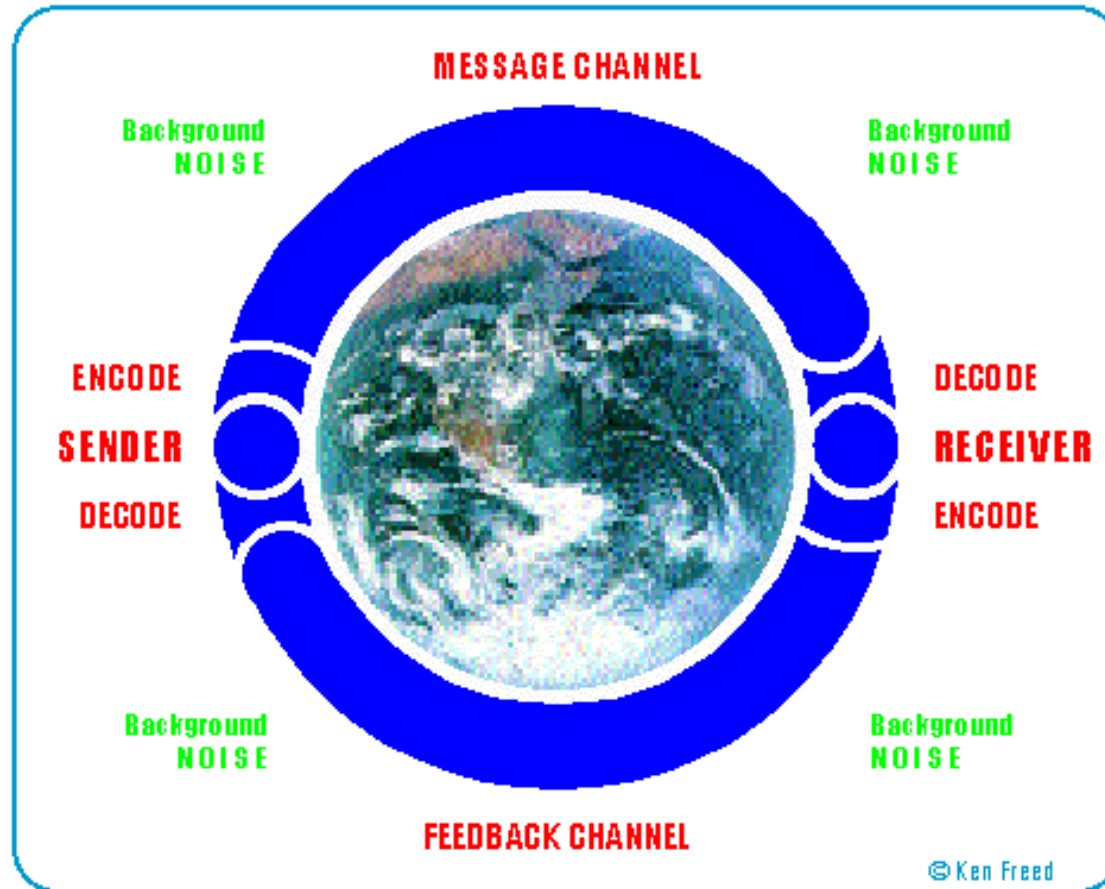 MESSAGE CHANNEL
Background
NOISE
Background
NOISE
ENCODE
SENDER
DECODE
DECODE
RECEIVER
ENCODE
Background
NOISE
Background
NOISE
FEEDBACK CHANNEL
© Ken Freed